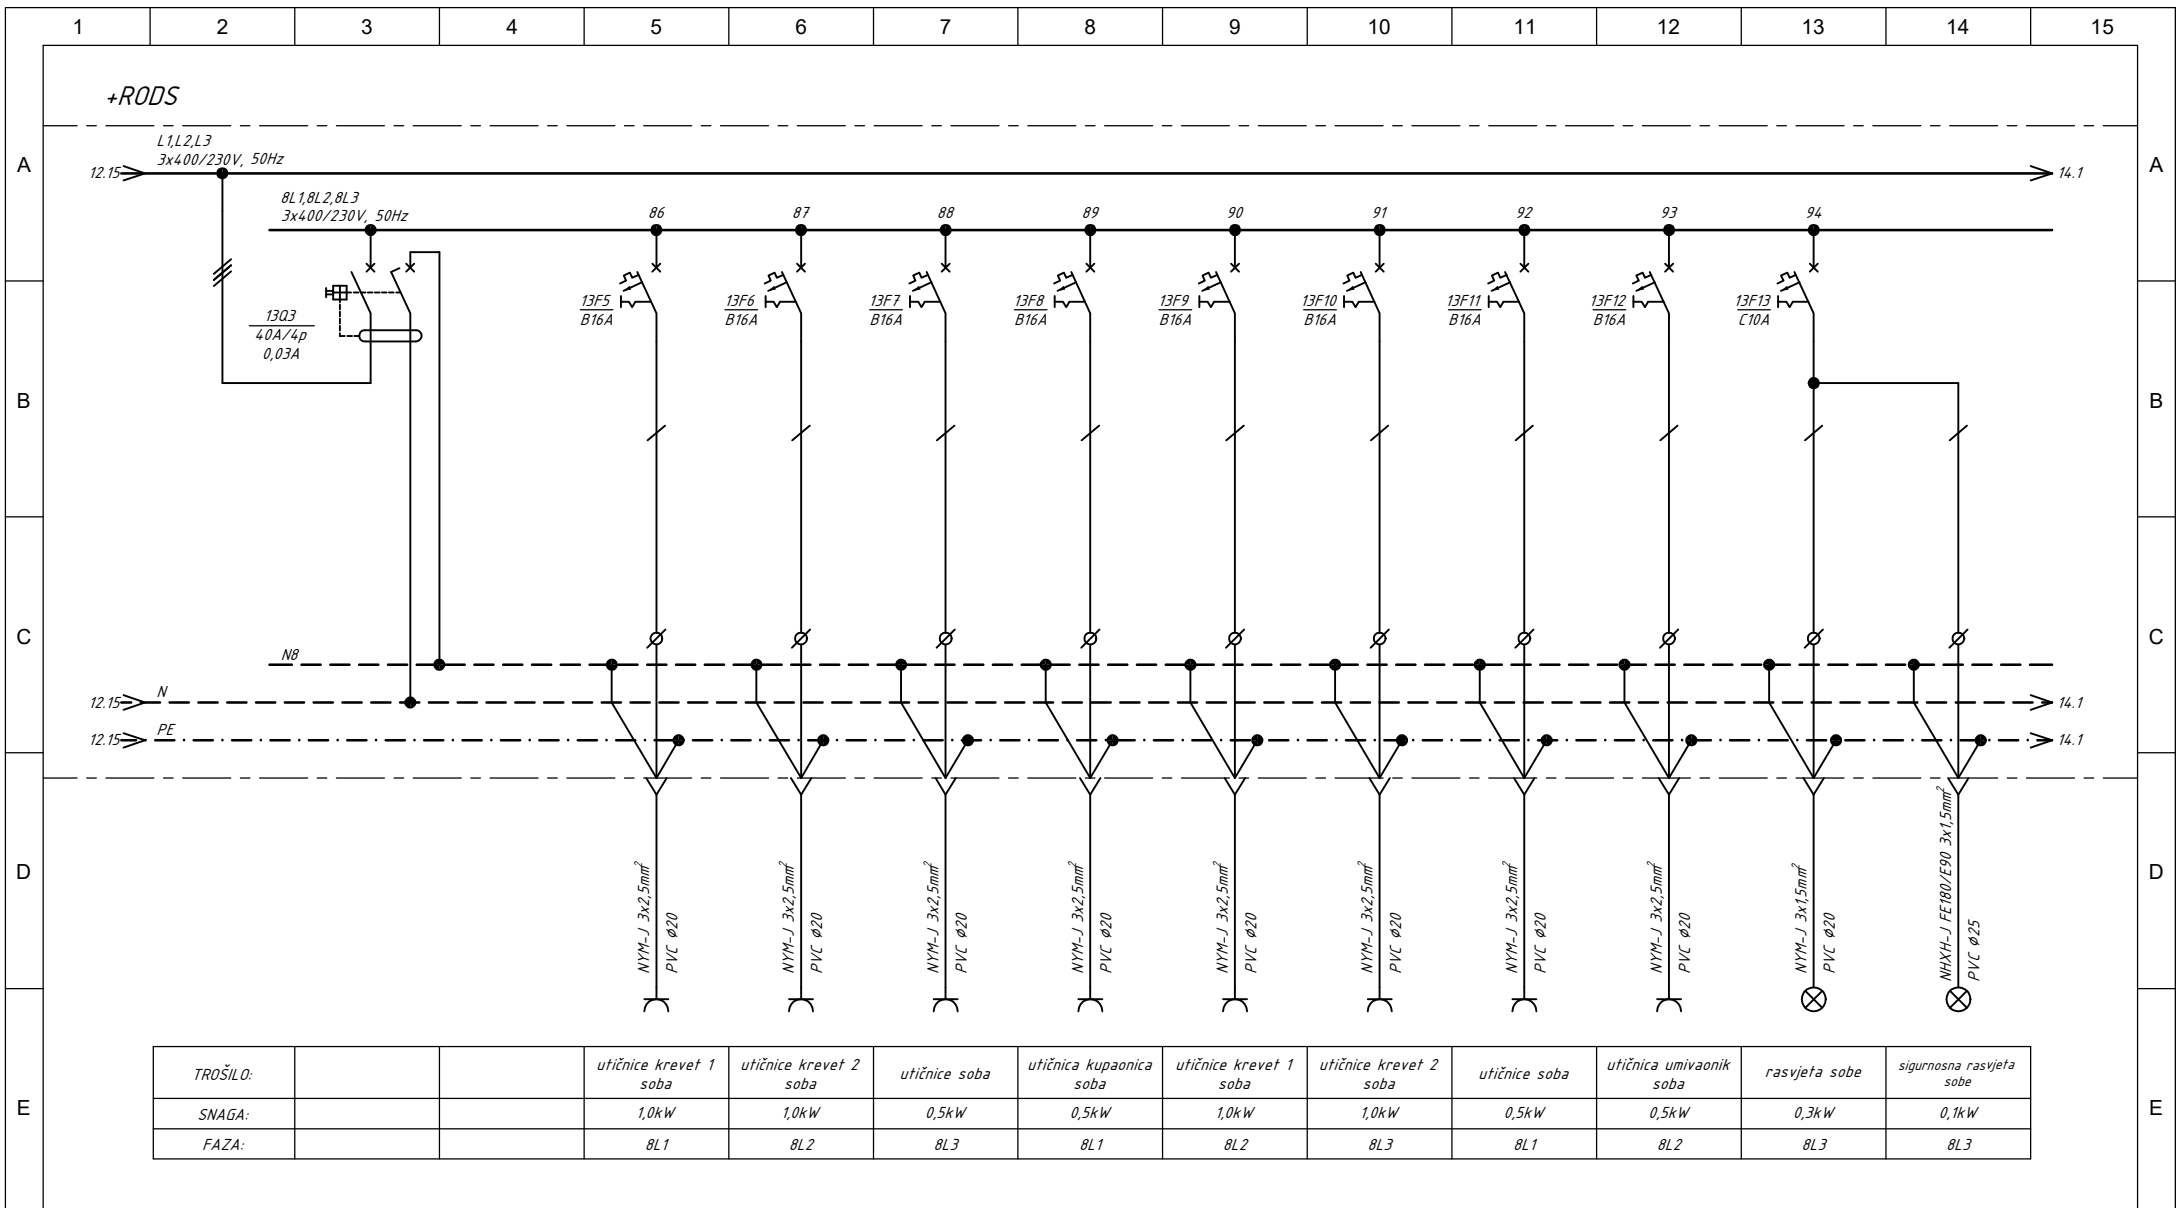 1 2 3 4 5 6 7 8 9 10 11 12 13 14 15
+RODS
L1,L2,L3
3x400/230V, 50Hz
A A
12.15 14.1
8L1,8L2,8L3
3x400/230V, 50Hz
86 87 88 89 90 91 92 93 94
13F5 13F6 13F7 13F8 13F9 13F10 13F11 13F12 13F13
B16A B16A B16A B16A B16A B16A B16A B16A C10A
13Q3
40A/4p
0,03A
B B
C C
N8
12.15 N 14.1
12.15 PE 14.1
D D
NYM-J 3x2,5mm²
PVC ø20
NYM-J 3x2,5mm²
PVC ø20
NYM-J 3x2,5mm²
PVC ø20
NYM-J 3x2,5mm²
PVC ø20
NYM-J 3x2,5mm²
PVC ø20
NYM-J 3x2,5mm²
PVC ø20
NYM-J 3x2,5mm²
PVC ø20
NYM-J 3x2,5mm²
PVC ø20
NYM-J 3x1,5mm²
PVC ø20
NHXH-J FE180/E90 3x1,5mm²
PVC ø25
E E
TROŠILO:
utičnice krevet 1
soba
utičnice krevet 2
soba
utičnice soba
utičnica kupaonica
soba
utičnice krevet 1
soba
utičnice krevet 2
soba
utičnice soba
utičnica umivaonik
soba
rasvjeta sobe
sigurnosna rasvjeta
sobe
SNAGA: 1,0kW 1,0kW 0,5kW 0,5kW 1,0kW 1,0kW 0,5kW 0,5kW 0,3kW 0,1kW
FAZA: 8L1 8L2 8L3 8L1 8L2 8L3 8L1 8L2 8L3 8L3